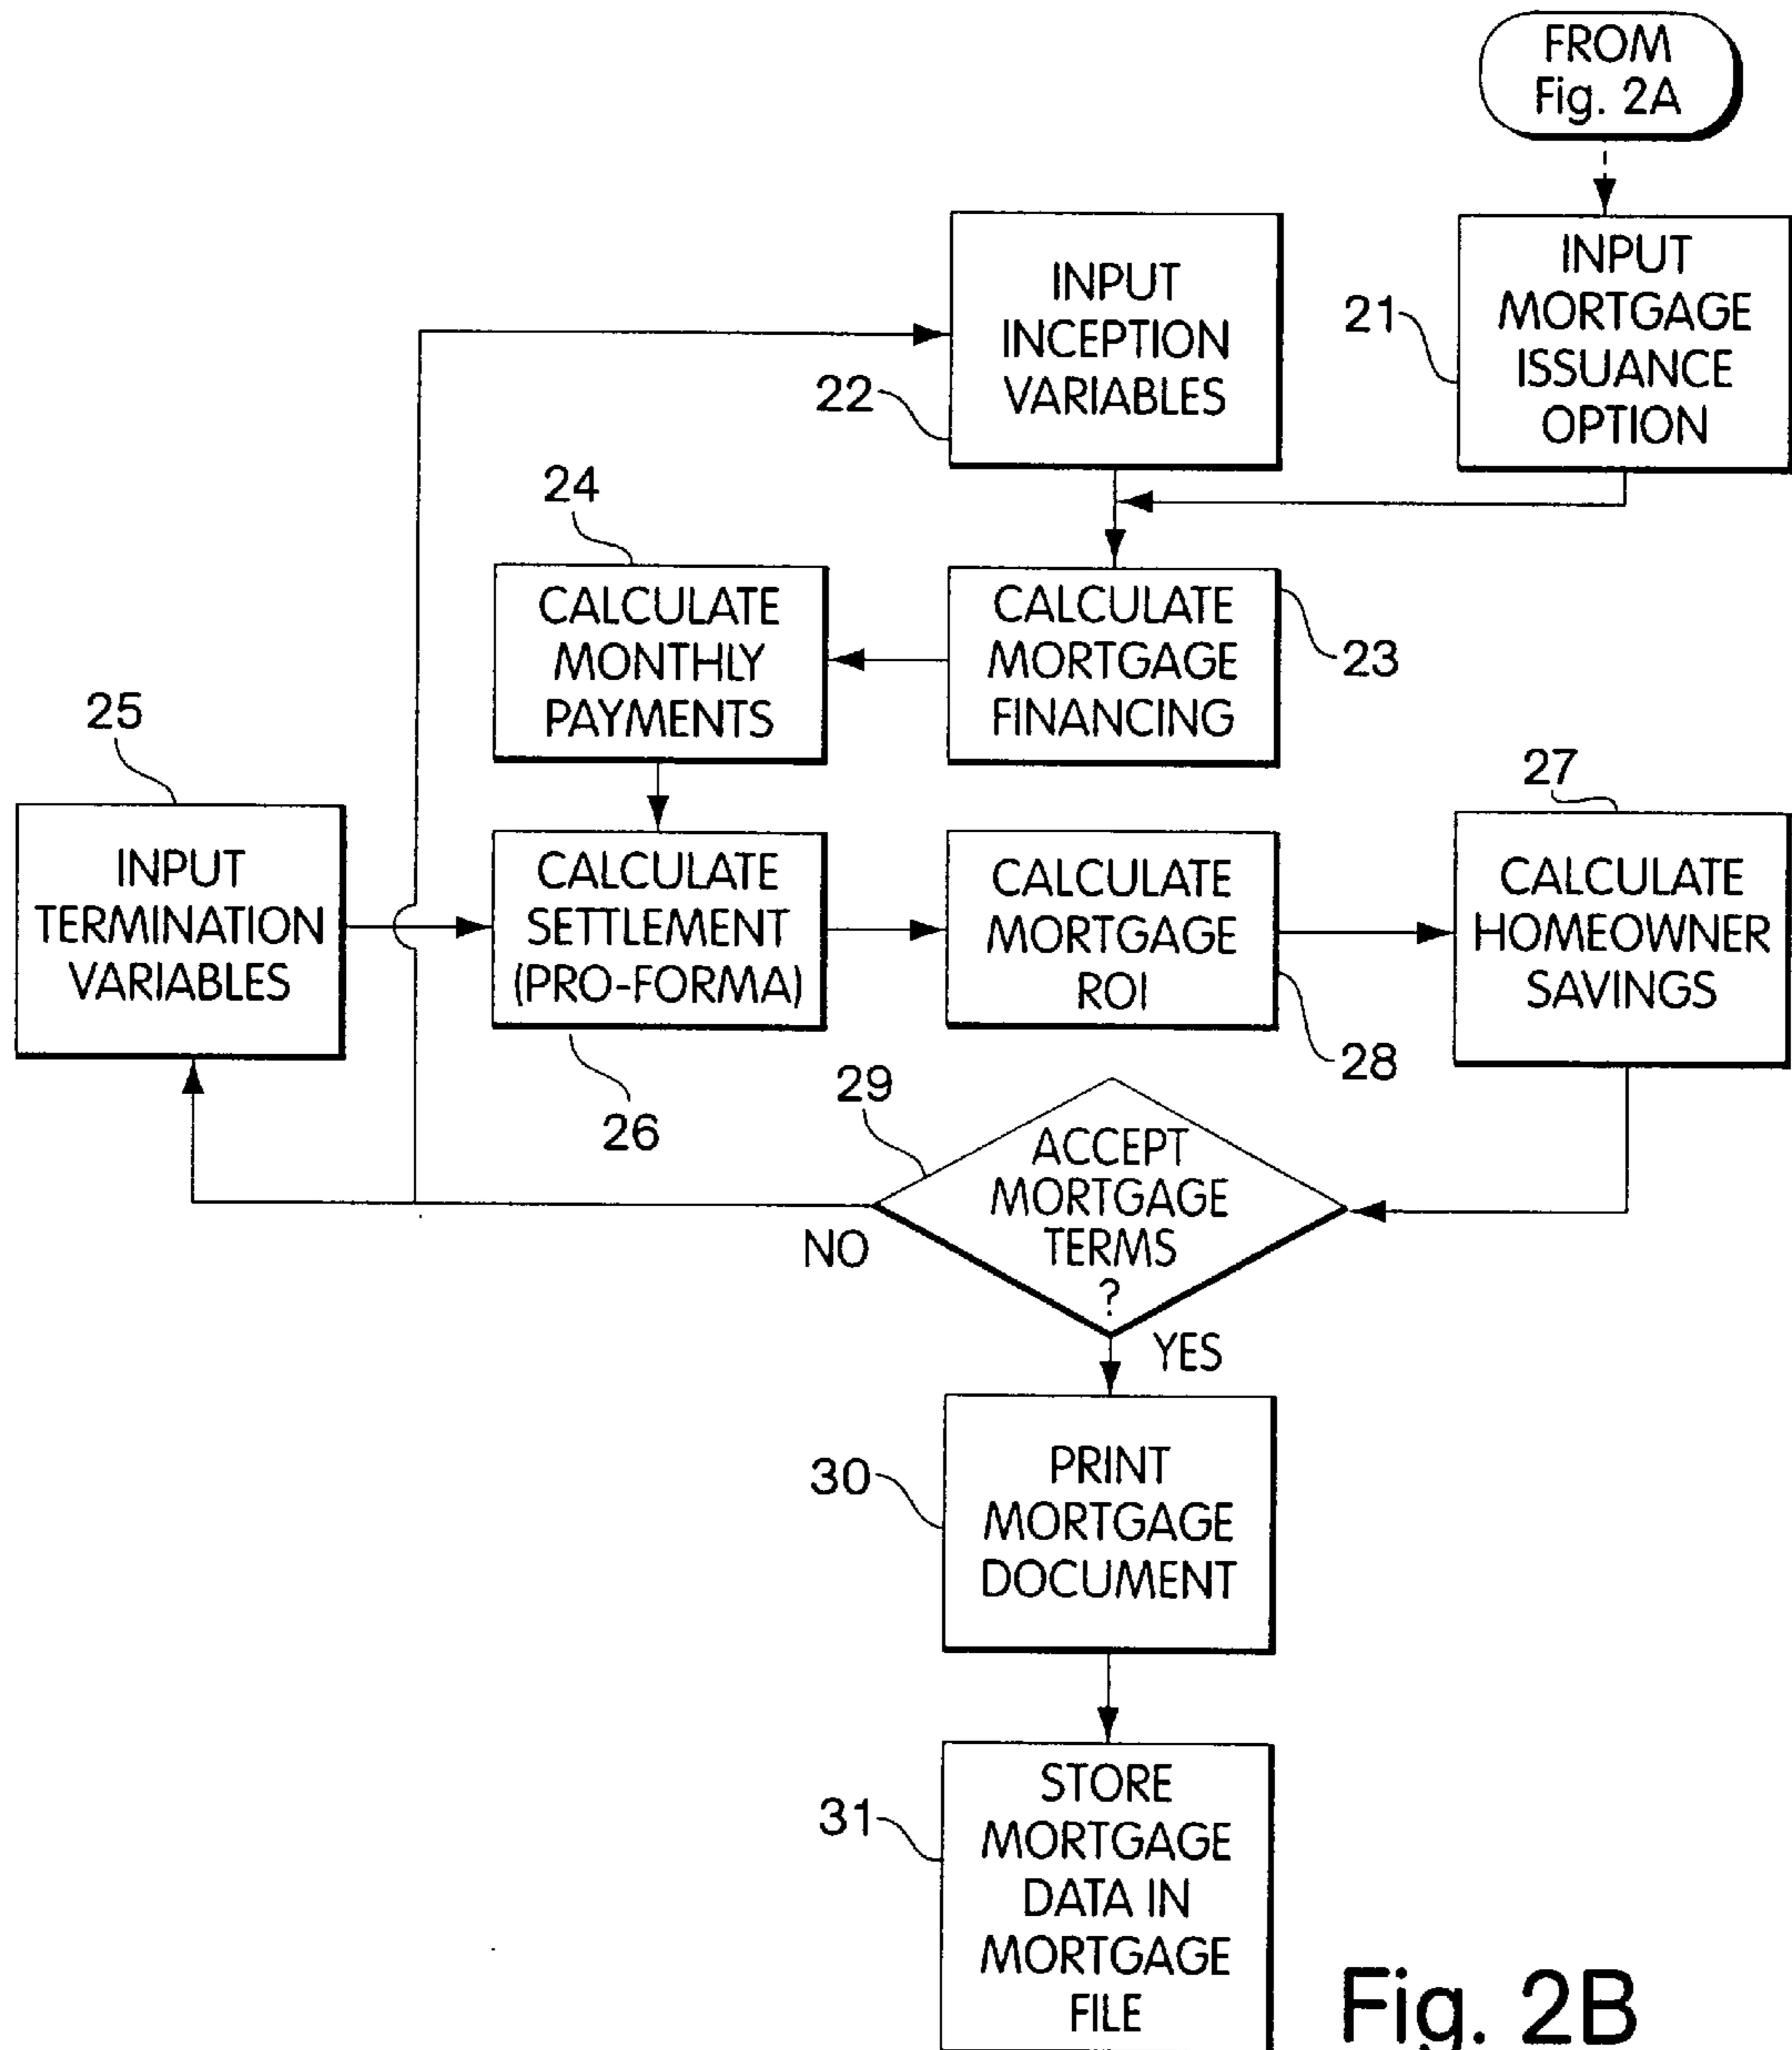 FROM
Fig. 2A
INPUT
MORTGAGE
ISSUANCE
OPTION
21
INPUT
INCEPTION
VARIABLES
22
24
CALCULATE
MONTHLY
PAYMENTS
CALCULATE
MORTGAGE
FINANCING
23
25
INPUT
TERMINATION
VARIABLES
CALCULATE
SETTLEMENT
(PRO-FORMA)
26
CALCULATE
MORTGAGE
ROI
28
27
CALCULATE
HOMEOWNER
SAVINGS
29
ACCEPT
MORTGAGE
TERMS
?
NO
YES
30
PRINT
MORTGAGE
DOCUMENT
31
STORE
MORTGAGE
DATA IN
MORTGAGE
FILE
Fig. 2B